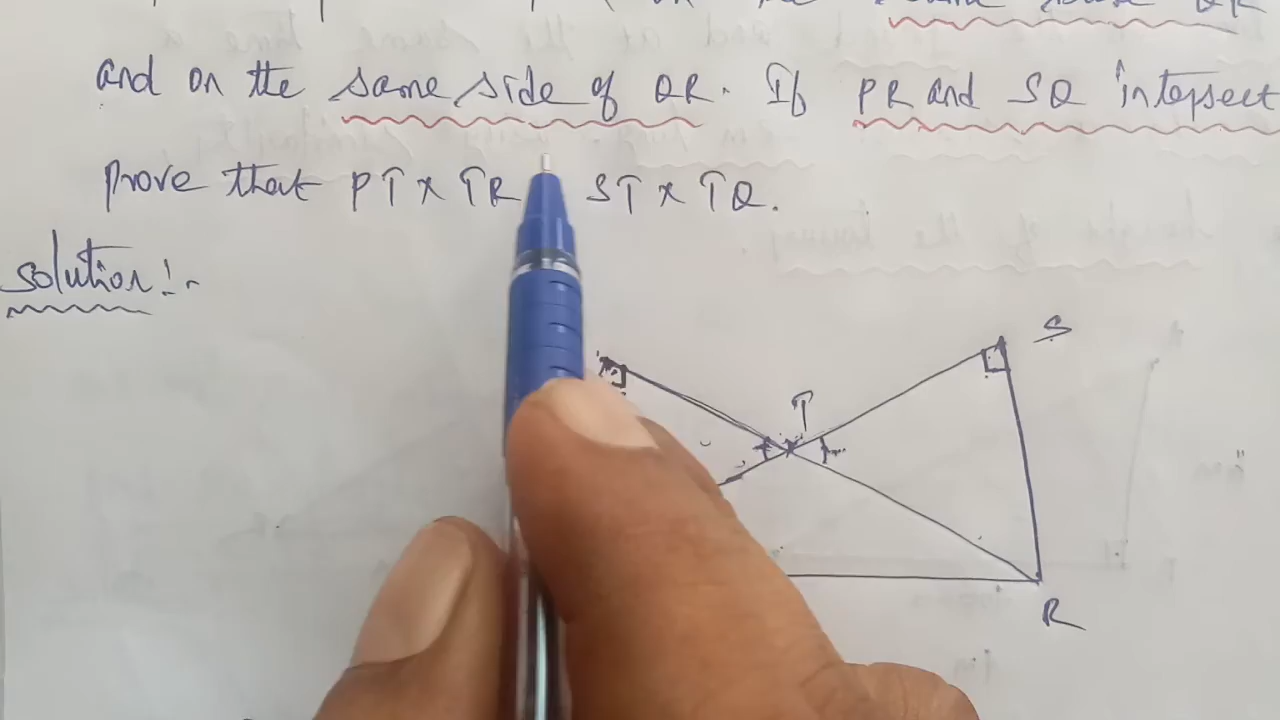 and on the same side of QR. If PR and SQ intersect
Prove that PT × TR ST × TQ.
Solution:-
S
T
R